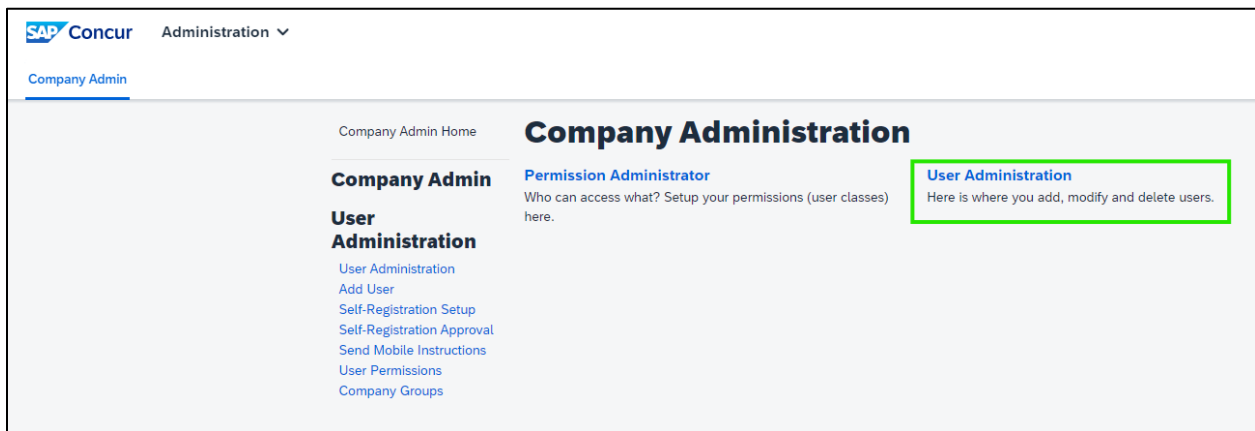 SAP Concur Administration
Company Admin
Company Admin Home
Company Admin
User
Administration
User Administration
Add User
Self-Registration Setup
Self-Registration Approval
Send Mobile Instructions
User Permissions
Company Groups
Company Administration
Permission Administrator
Who can access what? Setup your permissions (user classes)
here.
User Administration
Here is where you add, modify and delete users.